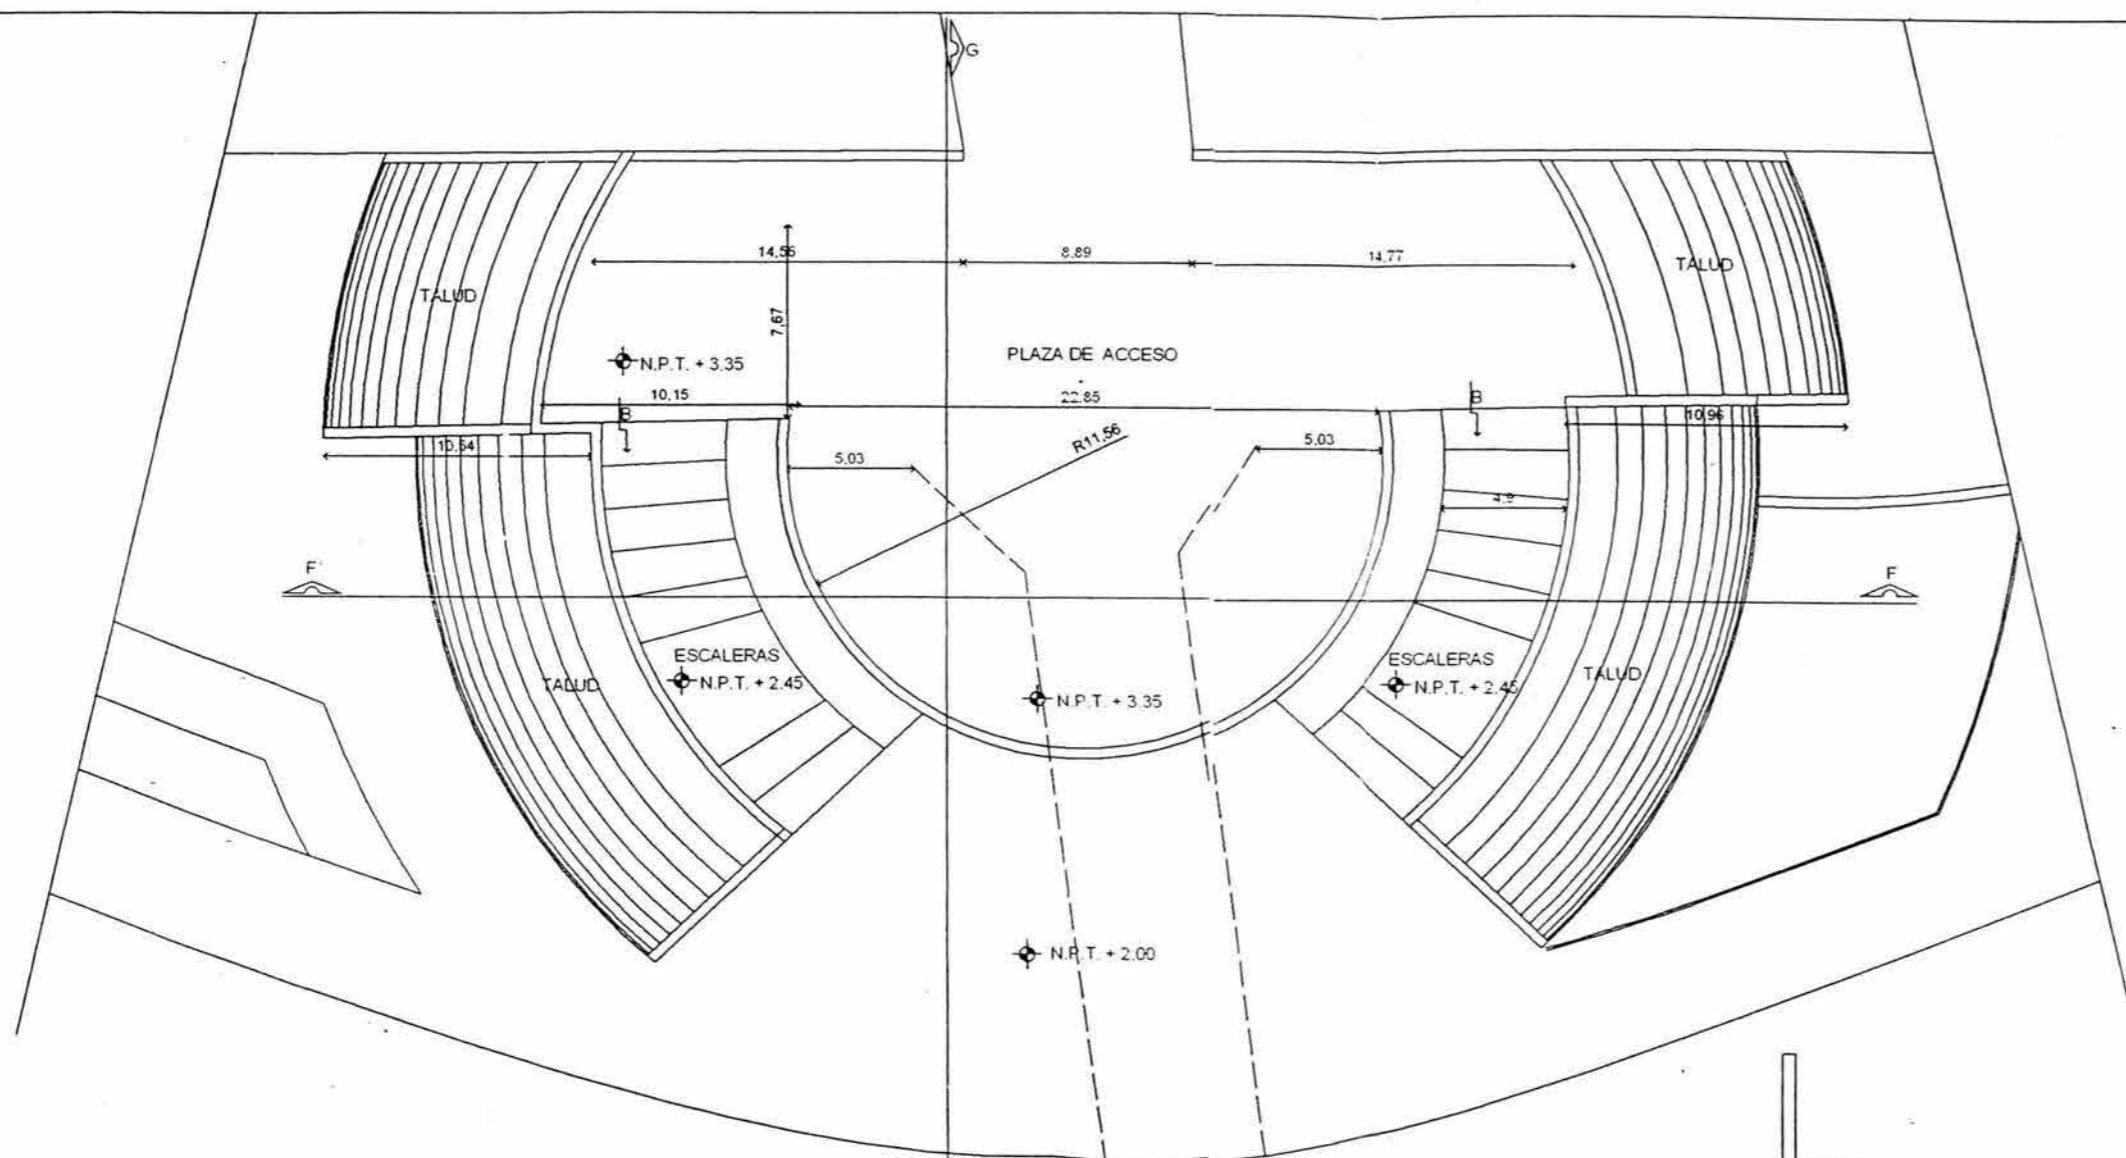 G
14,56
8.89
14,77
TALUD
TALUD
7,67
PLAZA DE ACCESO
N.P.T. + 3.35
10,15
22.85
B
B
10,96
R11,56
10,64
5,03
5,03
4,9
F'
F
ESCALERAS
N.P.T. + 2.45
TALUD
ESCALERAS
N.P.T. + 2.45
TALUD
N.P.T. + 3.35
N.P.T. + 2.00